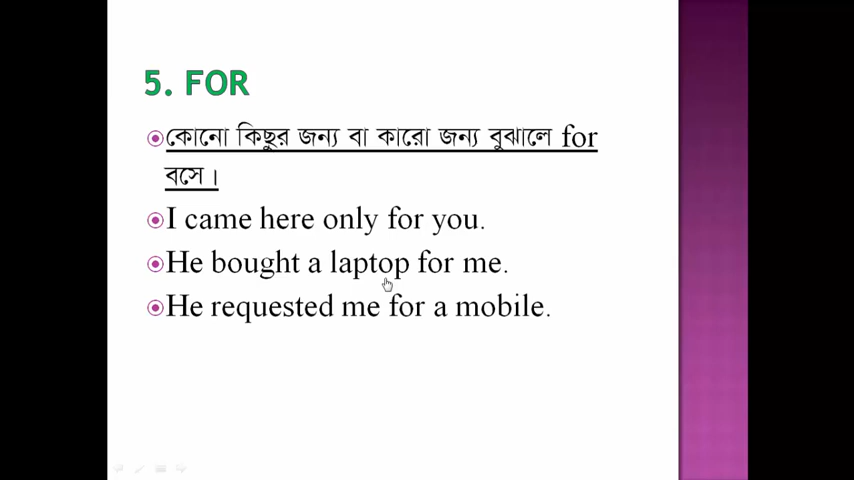 5. FOR
কোনো কিছুর জন্য বা কারো জন্য বুঝালে for
বসে।
I came here only for you.
He bought a laptop for me.
He requested me for a mobile.